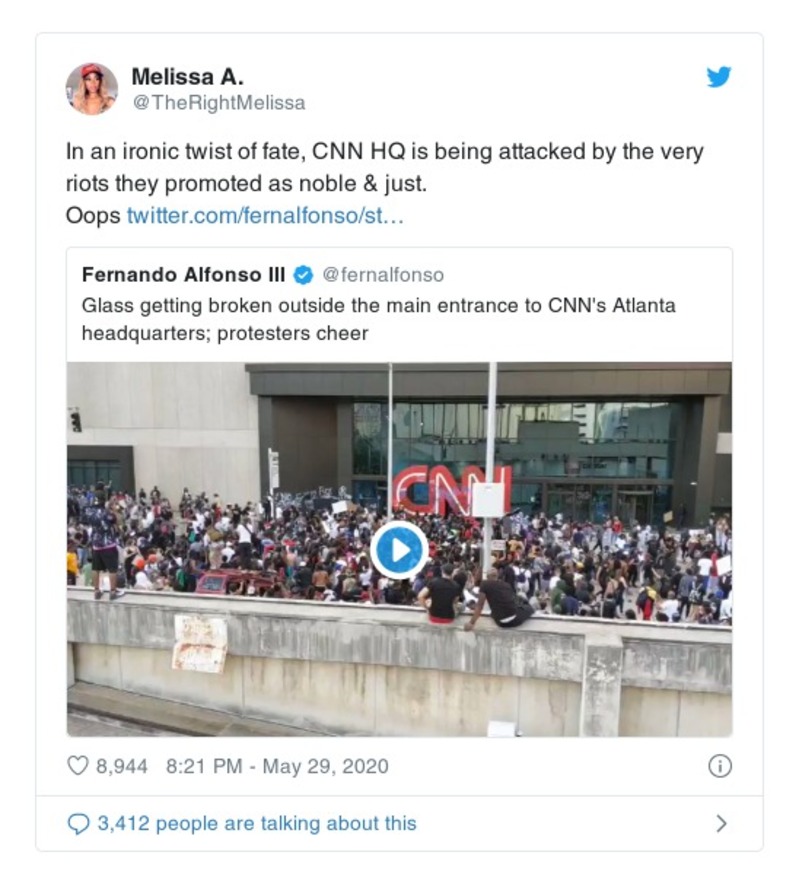 Melissa A.
@TheRightMelissa
In an ironic twist of fate, CNN HQ is being attacked by the very
riots they promoted as noble & just.
Oops twitter.com/fernalfonso/st…
Fernando Alfonso III @fernalfonso
Glass getting broken outside the main entrance to CNN's Atlanta
headquarters; protesters cheer
CNN
8,944 8:21 PM - May 29, 2020
3,412 people are talking about this